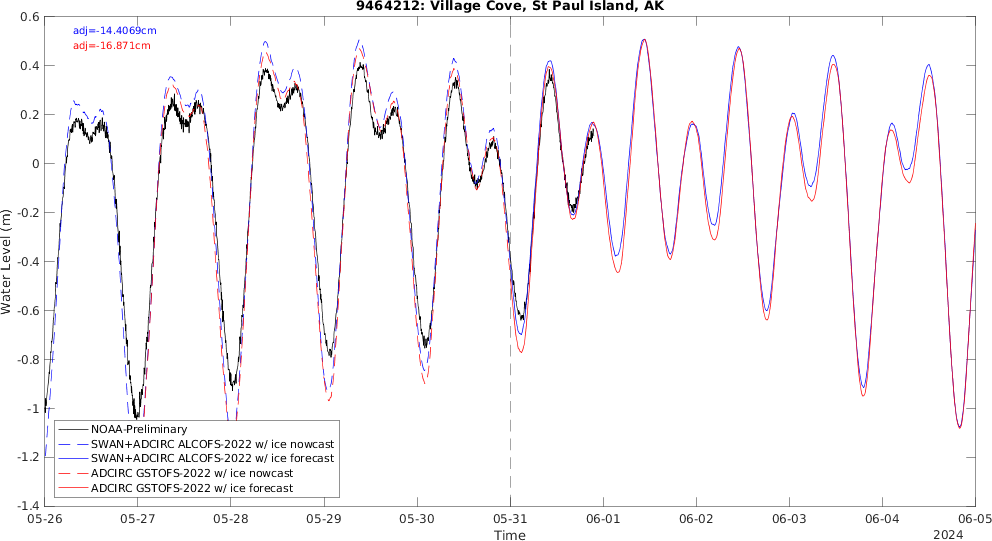 9464212: Village Cove, St Paul Island, AK
adj=-14.4069cm
adj=-16.871cm
Water Level (m)
0.6
0.4
0.2
0
-0.2
-0.4
-0.6
-0.8
-1
-1.2
-1.4
NOAA-Preliminary
SWAN+ADCIRC ALCOFS-2022 w/ ice nowcast
SWAN+ADCIRC ALCOFS-2022 w/ ice forecast
ADCIRC GSTOFS-2022 w/ ice nowcast
ADCIRC GSTOFS-2022 w/ ice forecast
05-26 05-27 05-28 05-29 05-30 05-31 06-01 06-02 06-03 06-04 06-05
Time
2024